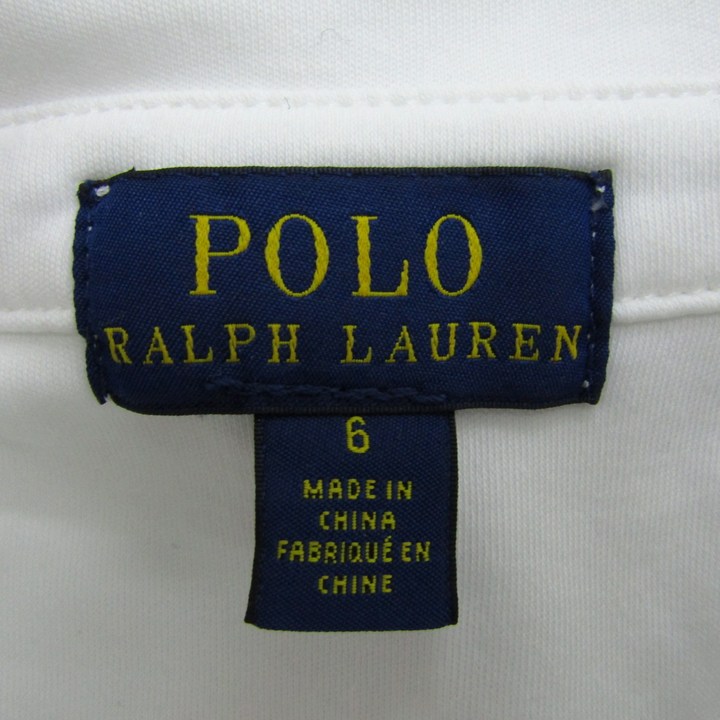 POLO
RALPH LAUREN
6
MADE IN
CHINA
FABRIQUÉ EN
CHINE